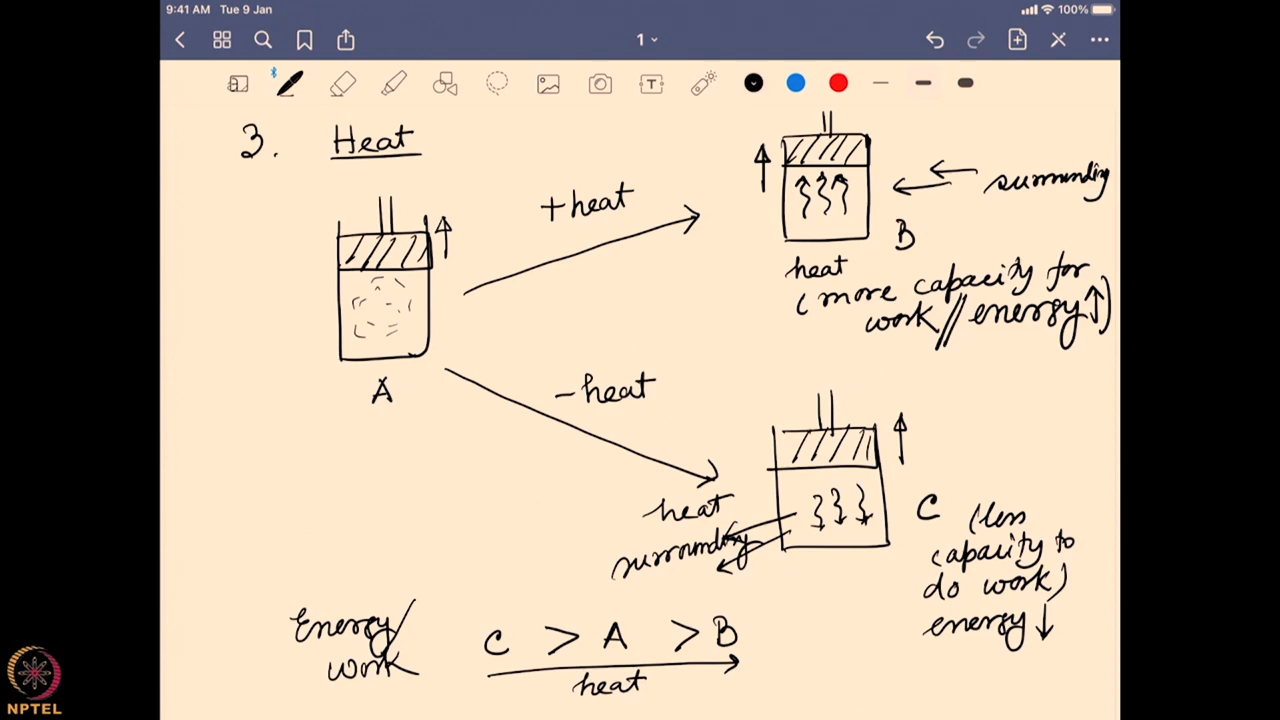 9:41 AM Tue 9 Jan
100%
1
T
3. Heat
+heat
surrounding
B
heat
(more capacity for
work // energy ↑)
A
-heat
heat
surrounding
C (less
capacity to
do work)
energy ↓
Energy/
work
C > A > B
heat
NPTEL